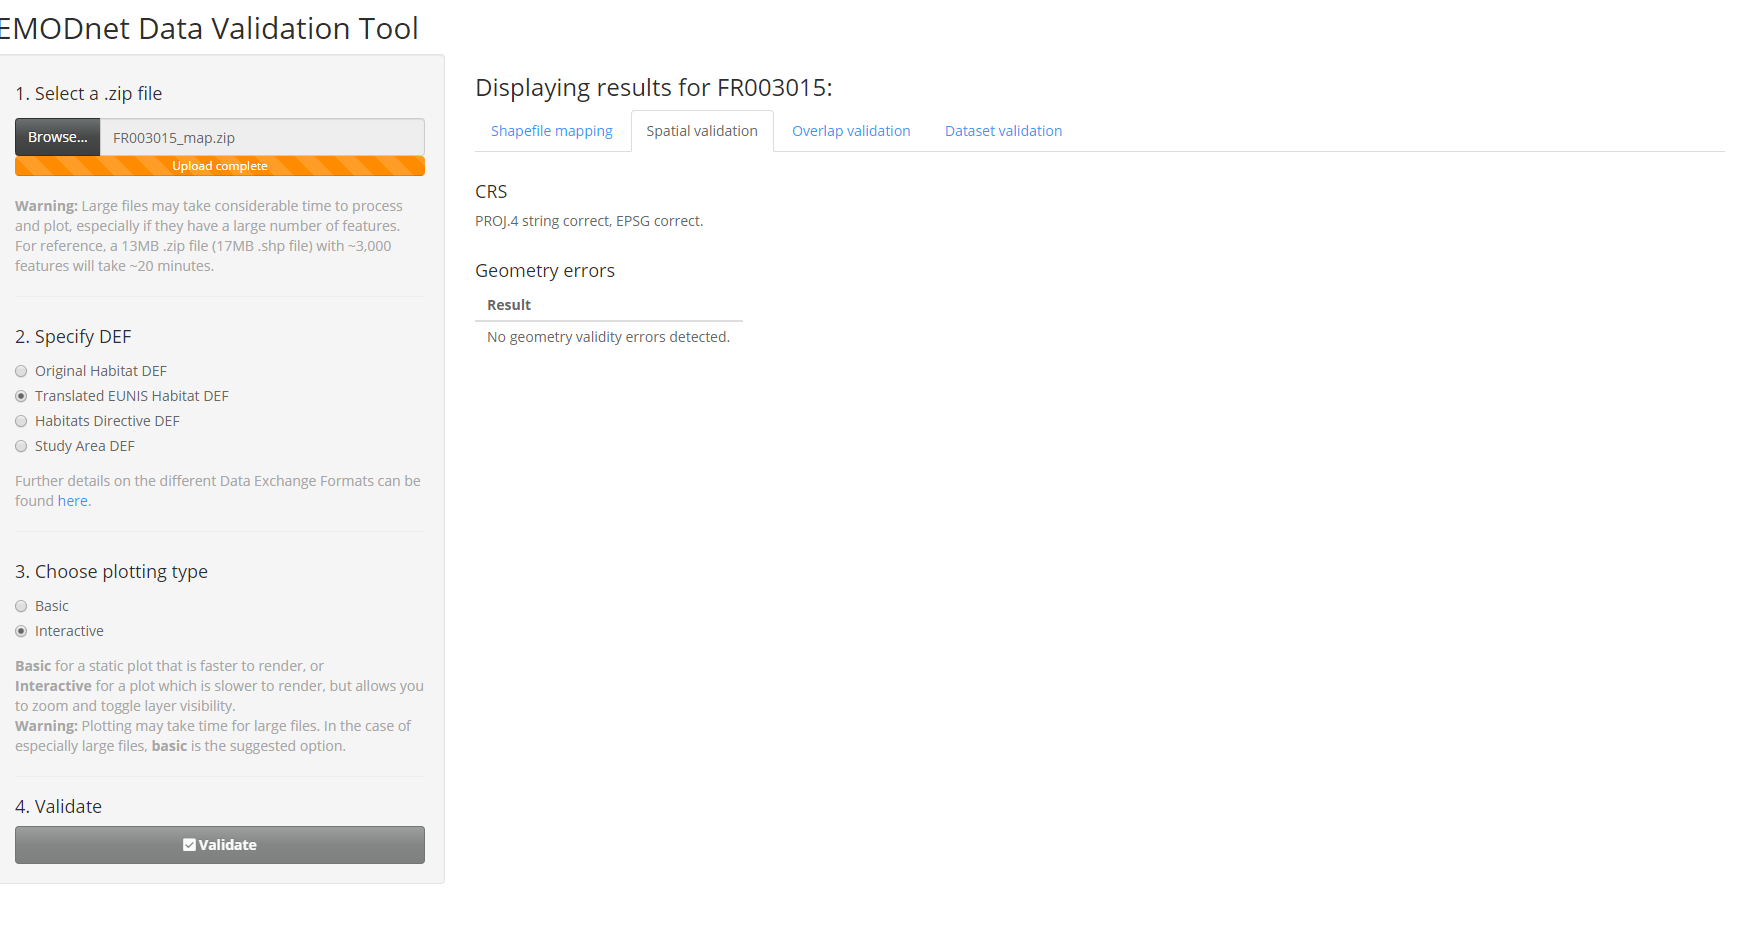 EMODnet Data Validation Tool
1. Select a .zip file
Browse...
FR003015_map.zip
Upload complete
Warning: Large files may take considerable time to process
and plot, especially if they have a large number of features.
For reference, a 13MB .zip file (17MB .shp file) with ~3,000
features will take ~20 minutes.
2. Specify DEF
Original Habitat DEF
Translated EUNIS Habitat DEF
Habitats Directive DEF
Study Area DEF
Further details on the different Data Exchange Formats can be
found here.
3. Choose plotting type
Basic
Interactive
Basic for a static plot that is faster to render, or
Interactive for a plot which is slower to render, but allows you
to zoom and toggle layer visibility.
Warning: Plotting may take time for large files. In the case of
especially large files, basic is the suggested option.
4. Validate
Validate
Displaying results for FR003015:
Shapefile mapping
Spatial validation
Overlap validation
Dataset validation
CRS
PROJ.4 string correct, EPSG correct.
Geometry errors
Result
No geometry validity errors detected.